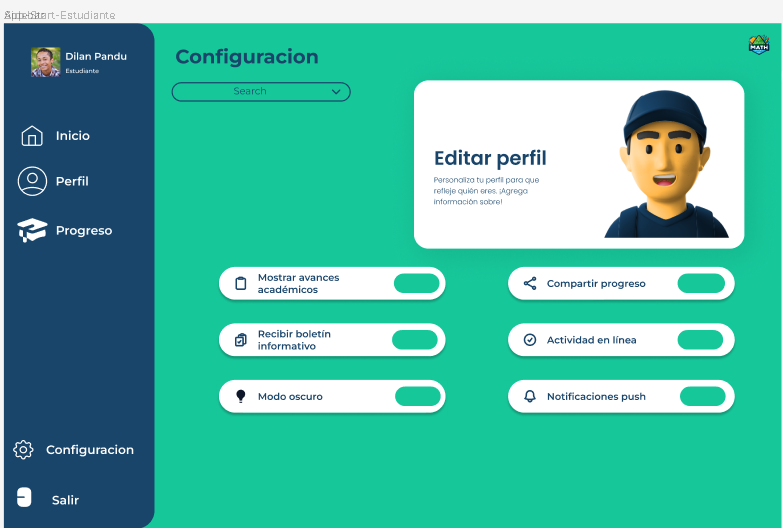 Dilan Pandu
Estudiante
Inicio
Perfil
Progreso
Configuracion
Salir
Configuracion
Search
MATH
Editar perfil
Personaliza tu perfil para que
refleje quién eres. ¡Agrega
información sobre!
Mostrar avances
académicos
Compartir progreso
Recibir boletín
informativo
Actividad en línea
Modo oscuro
Notificaciones push